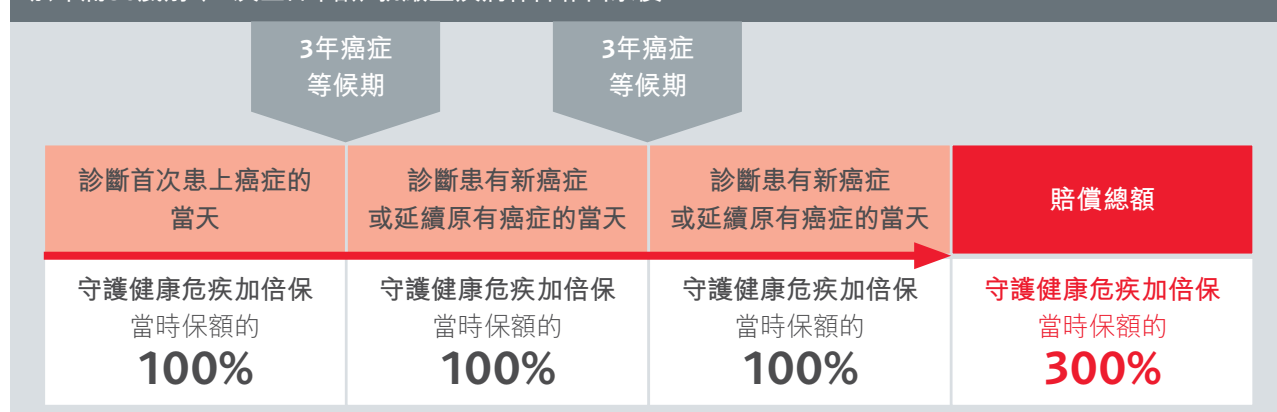 3年癌症
等候期
3年癌症
等候期
診斷首次患上癌症的
當天
診斷患有新癌症
或延續原有癌症的當天
診斷患有新癌症
或延續原有癌症的當天
賠償總額
守護健康危疾加倍保
當時保額的
100%
守護健康危疾加倍保
當時保額的
100%
守護健康危疾加倍保
當時保額的
100%
守護健康危疾加倍保
當時保額的
300%